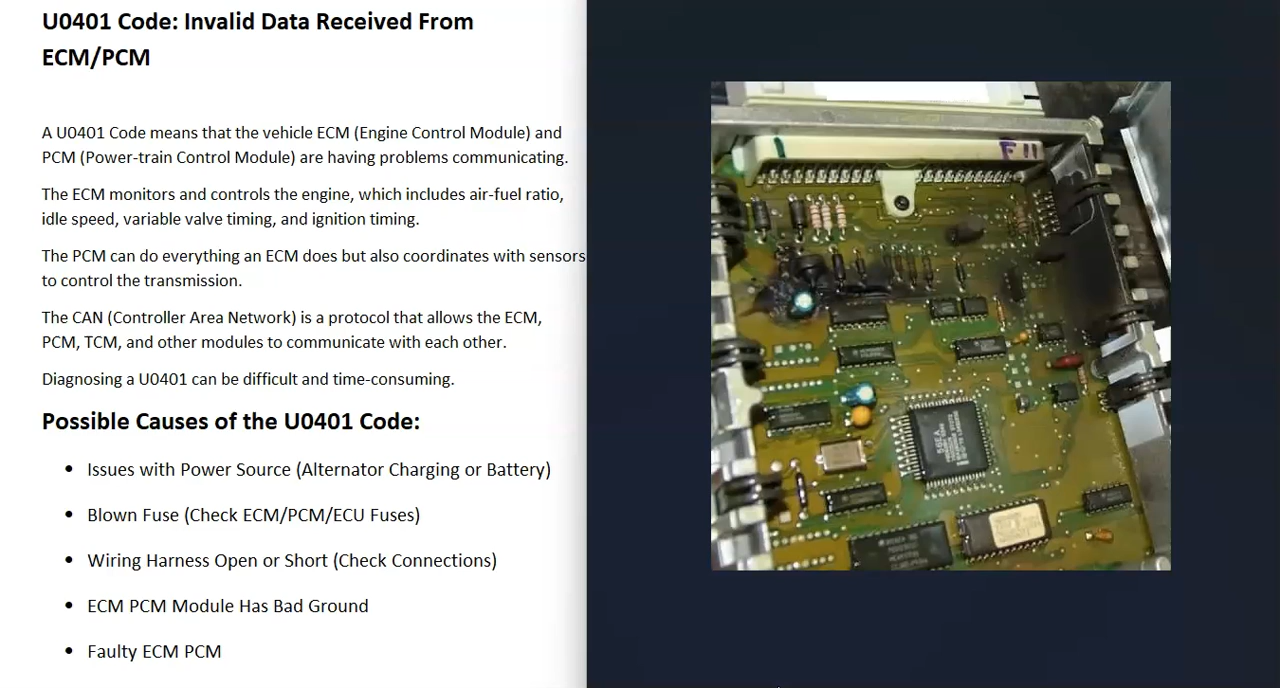 U0401 Code: Invalid Data Received From
ECM/PCM
A U0401 Code means that the vehicle ECM (Engine Control Module) and
PCM (Power-train Control Module) are having problems communicating.
The ECM monitors and controls the engine, which includes air-fuel ratio,
idle speed, variable valve timing, and ignition timing.
The PCM can do everything an ECM does but also coordinates with sensors
to control the transmission.
The CAN (Controller Area Network) is a protocol that allows the ECM,
PCM, TCM, and other modules to communicate with each other.
Diagnosing a U0401 can be difficult and time-consuming.
Possible Causes of the U0401 Code:
• Issues with Power Source (Alternator Charging or Battery)
• Blown Fuse (Check ECM/PCM/ECU Fuses)
• Wiring Harness Open or Short (Check Connections)
• ECM PCM Module Has Bad Ground
• Faulty ECM PCM
F11